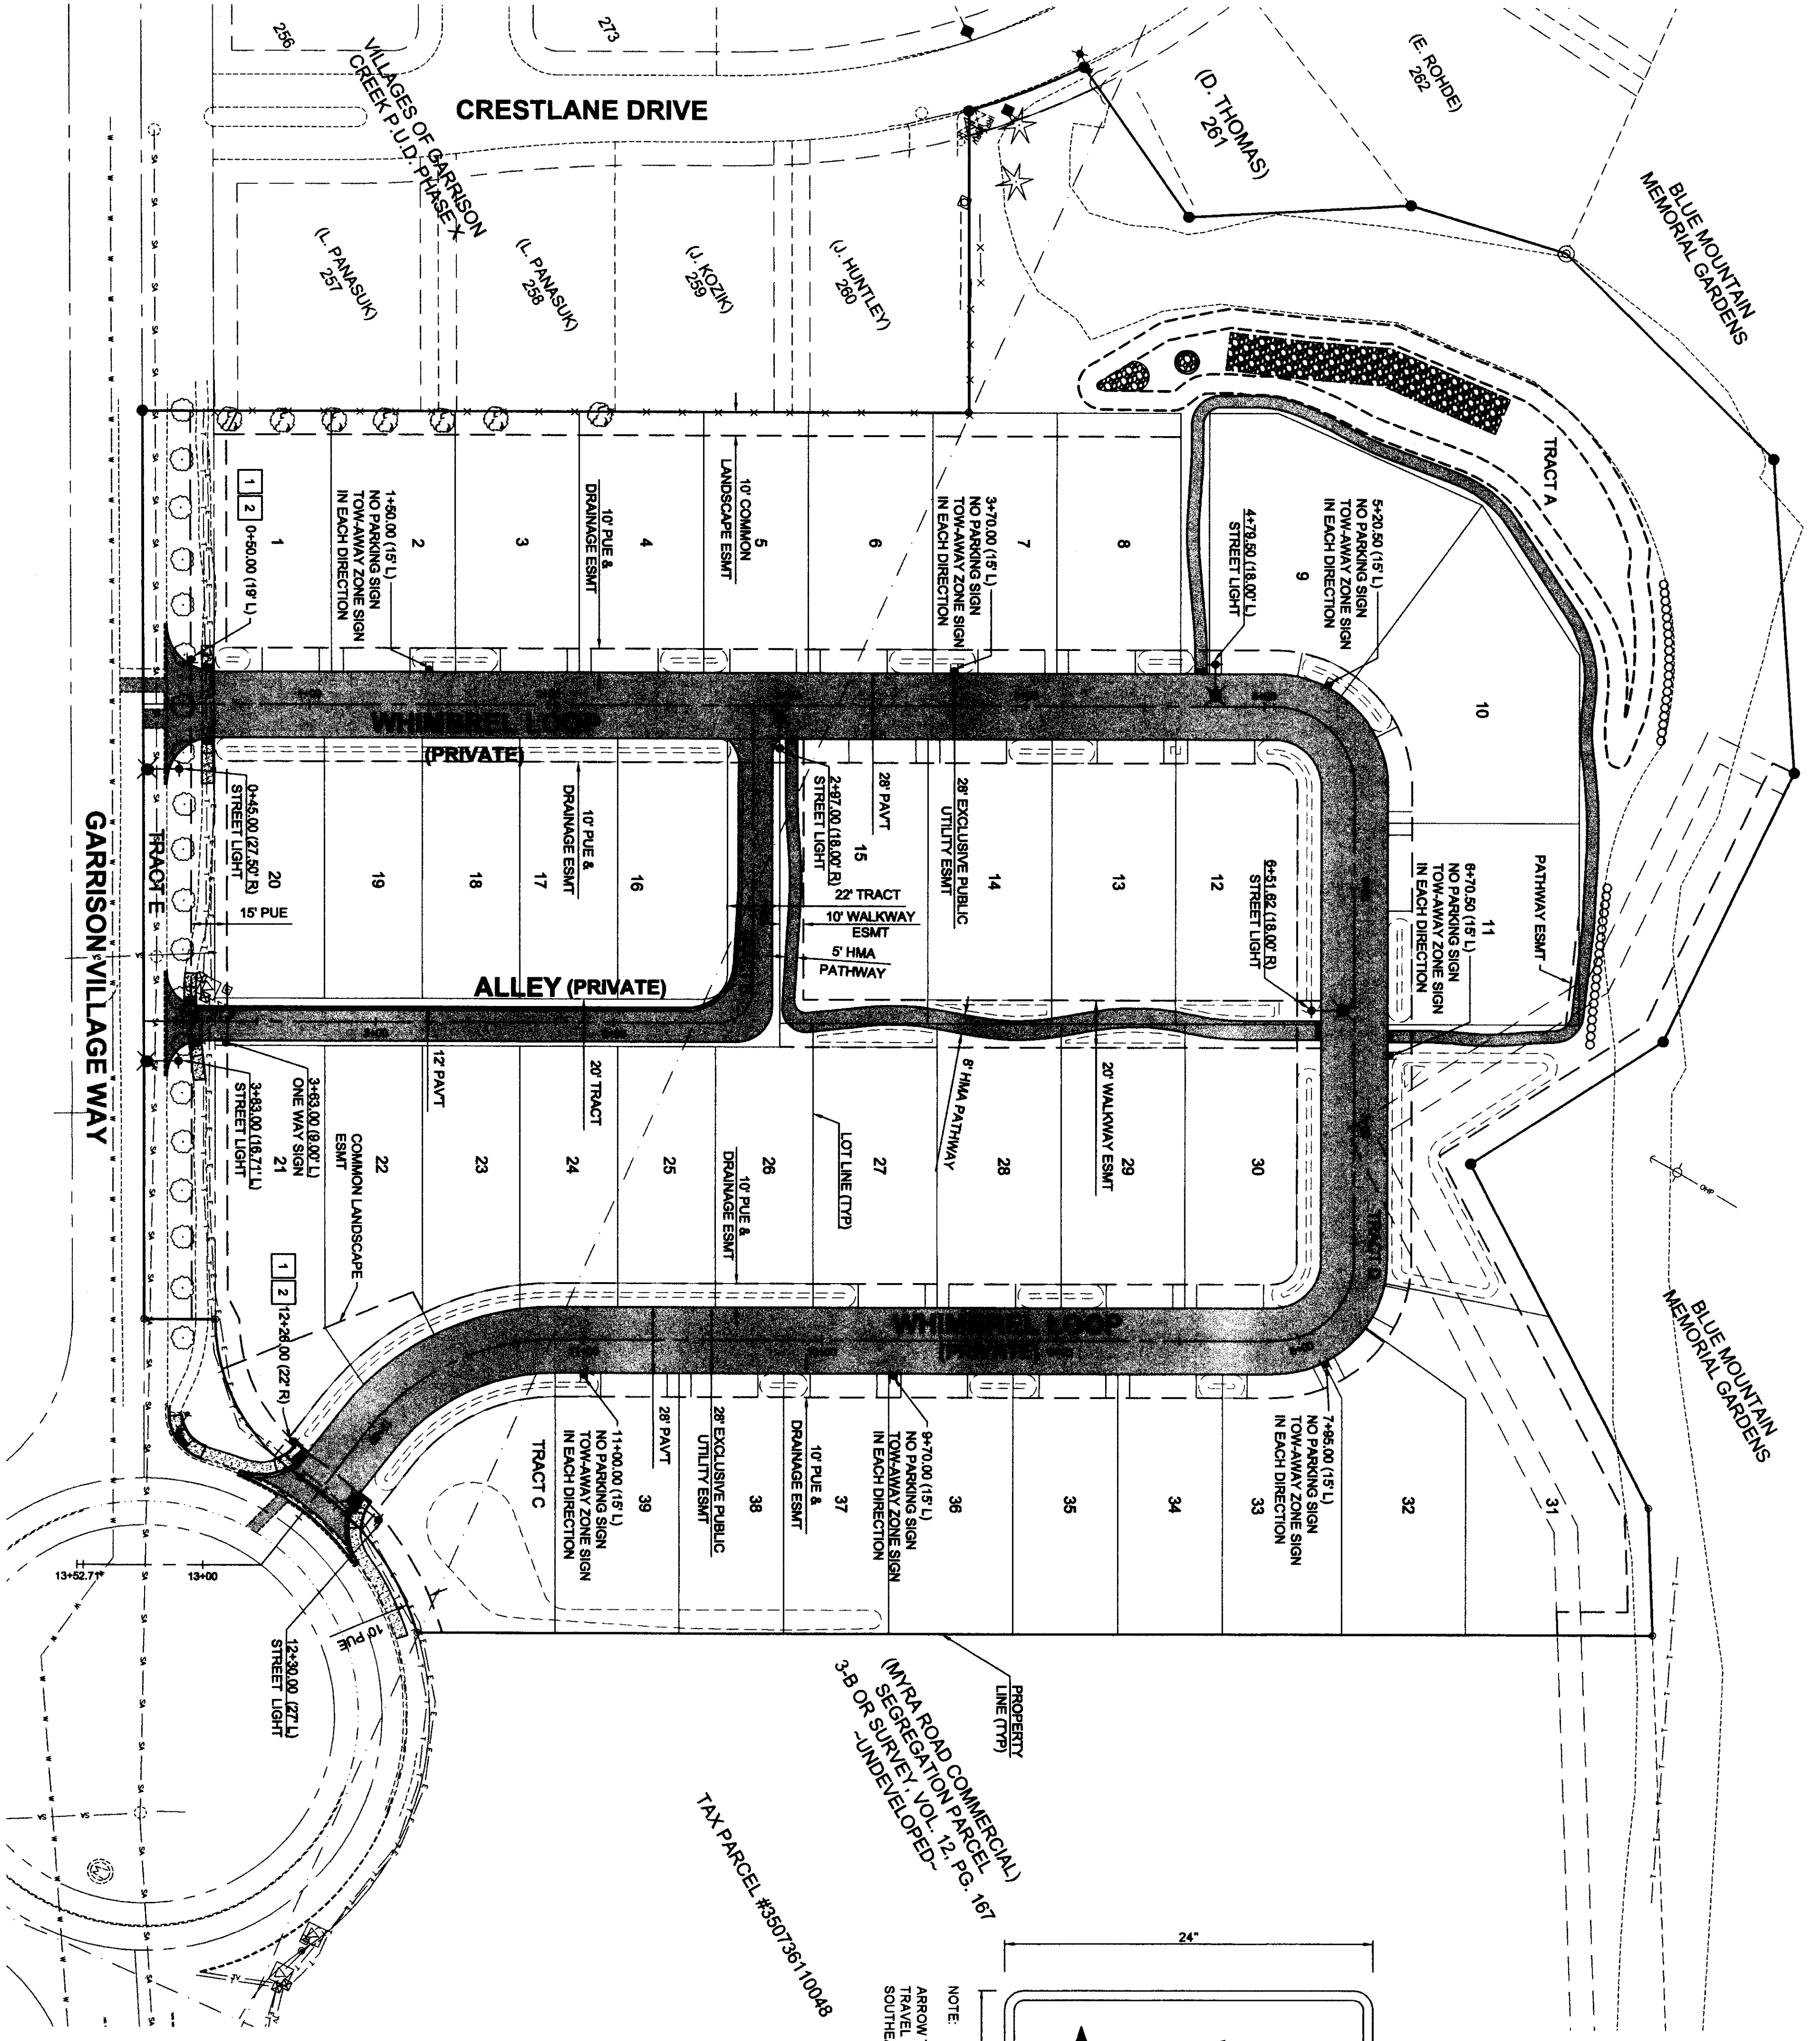 256
273
VILLAGES OF GARRISON
CREEK P.U.D. PHASE X
CRESTLANE DRIVE
(E. ROHDE)
262
(D. THOMAS)
261
BLUE MOUNTAIN
MEMORIAL GARDENS
(L. PANASUK)
257
(L. PANASUK)
258
(J. KOZIK)
259
(J. HUNTLEY)
260
TRACT A
1
2
0+50.00 (19' L)
1
1+50.00 (15' L)
NO PARKING SIGN
TOW-AWAY ZONE SIGN
IN EACH DIRECTION
2
3
10' PUE &
DRAINAGE ESMT
4
10' COMMON
LANDSCAPE ESMT
5
6
3+70.00 (15' L)
NO PARKING SIGN
TOW-AWAY ZONE SIGN
IN EACH DIRECTION
7
8
4+79.50 (18.00' L)
STREET LIGHT
9
5+20.50 (15' L)
NO PARKING SIGN
TOW-AWAY ZONE SIGN
IN EACH DIRECTION
10
WHIMBREL LOOP
(PRIVATE)
0+45.00 (27.50' R)
STREET LIGHT
20
15' PUE
19
18
17
10' PUE &
DRAINAGE ESMT
16
2+97.00 (18.00' R)
STREET LIGHT
15
28' PAV'T
22' TRACT
10' WALKWAY
ESMT
5' HMA
PATHWAY
28' EXCLUSIVE PUBLIC
UTILITY ESMT
14
13
12
6+51.62 (18.00' R)
STREET LIGHT
11
6+70.50 (15' L)
NO PARKING SIGN
TOW-AWAY ZONE SIGN
IN EACH DIRECTION
PATHWAY ESMT
TRACT E
GARRISON VILLAGE WAY
ALLEY (PRIVATE)
3+83.00 (16.71' L)
STREET LIGHT
3+63.00 (9.00' L)
ONE WAY SIGN
21
COMMON LANDSCAPE
ESMT
22
12' PAV'T
23
24
20' TRACT
25
26
10' PUE &
DRAINAGE ESMT
LOT LINE (TYP)
27
8' HMA PATHWAY
28
20' WALKWAY ESMT
29
30
TRACT D
OHP
BLUE MOUNTAIN
MEMORIAL GARDENS
1
2
12+26.00 (22' R)
WHIMBREL LOOP
(PRIVATE)
TRACT C
11+00.00 (15' L)
NO PARKING SIGN
TOW-AWAY ZONE SIGN
IN EACH DIRECTION
39
28' PAV'T
28' EXCLUSIVE PUBLIC
UTILITY ESMT
38
10' PUE &
DRAINAGE ESMT
37
9+70.00 (15' L)
NO PARKING SIGN
TOW-AWAY ZONE SIGN
IN EACH DIRECTION
36
35
34
33
7+95.00 (15' L)
NO PARKING SIGN
TOW-AWAY ZONE SIGN
IN EACH DIRECTION
32
31
13+52.71
13+00
10' PUE
12+30.00 (27' L)
STREET LIGHT
PROPERTY
LINE (TYP)
(MYRA ROAD COMMERCIAL)
SEGREGATION PARCEL
3-B OR SURVEY, VOL. 12, PG. 167
~UNDEVELOPED~
TAX PARCEL #350736110048
24"
NOTE:
ARROW
TRAVEL